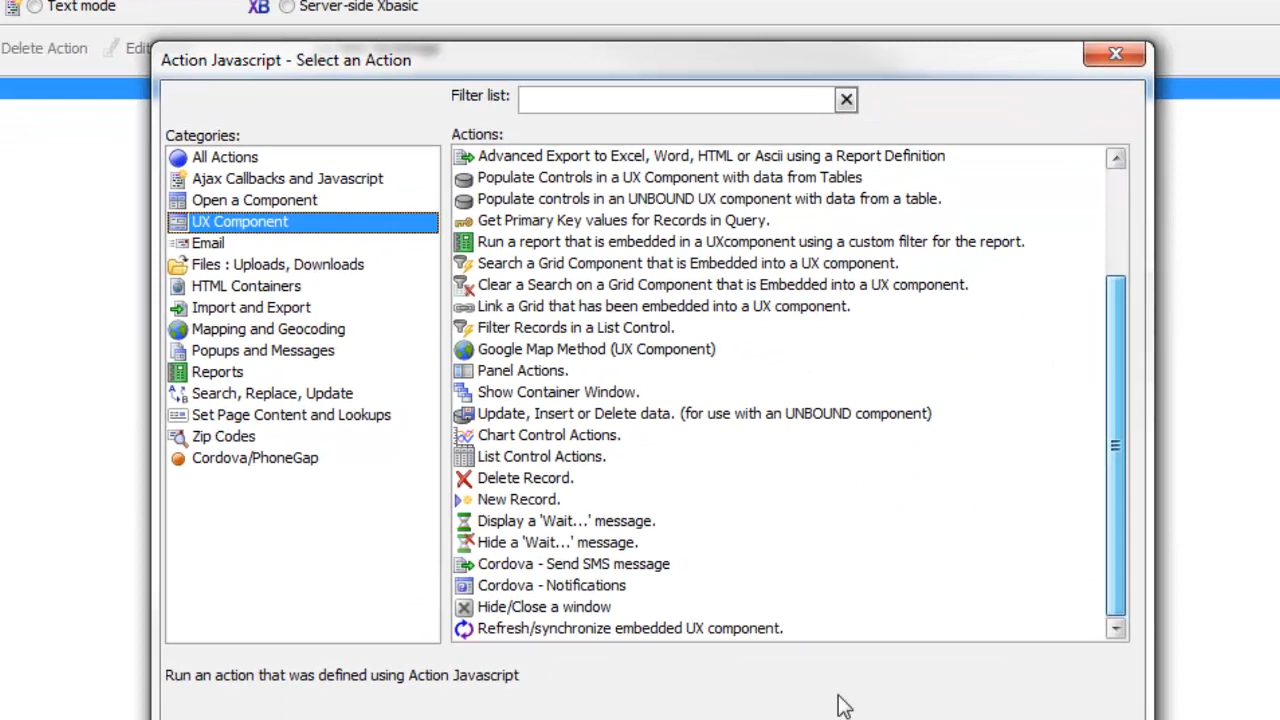 Text mode
XB Server-side Xbasic
Delete Action
Action Javascript - Select an Action
Filter list:
Categories:
All Actions
Ajax Callbacks and Javascript
Open a Component
UX Component
Email
Files : Uploads, Downloads
HTML Containers
Import and Export
Mapping and Geocoding
Popups and Messages
Reports
Search, Replace, Update
Set Page Content and Lookups
Zip Codes
Cordova/PhoneGap
Actions:
Advanced Export to Excel, Word, HTML or Ascii using a Report Definition
Populate Controls in a UX Component with data from Tables
Populate controls in an UNBOUND UX component with data from a table.
Get Primary Key values for Records in Query.
Run a report that is embedded in a UXcomponent using a custom filter for the report.
Search a Grid Component that is Embedded into a UX component.
Clear a Search on a Grid Component that is Embedded into a UX component.
Link a Grid that has been embedded into a UX component.
Filter Records in a List Control.
Google Map Method (UX Component)
Panel Actions.
Show Container Window.
Update, Insert or Delete data. (for use with an UNBOUND component)
Chart Control Actions.
List Control Actions.
Delete Record.
New Record.
Display a 'Wait...' message.
Hide a 'Wait...' message.
Cordova - Send SMS message
Cordova - Notifications
Hide/Close a window
Refresh/synchronize embedded UX component.
Run an action that was defined using Action Javascript